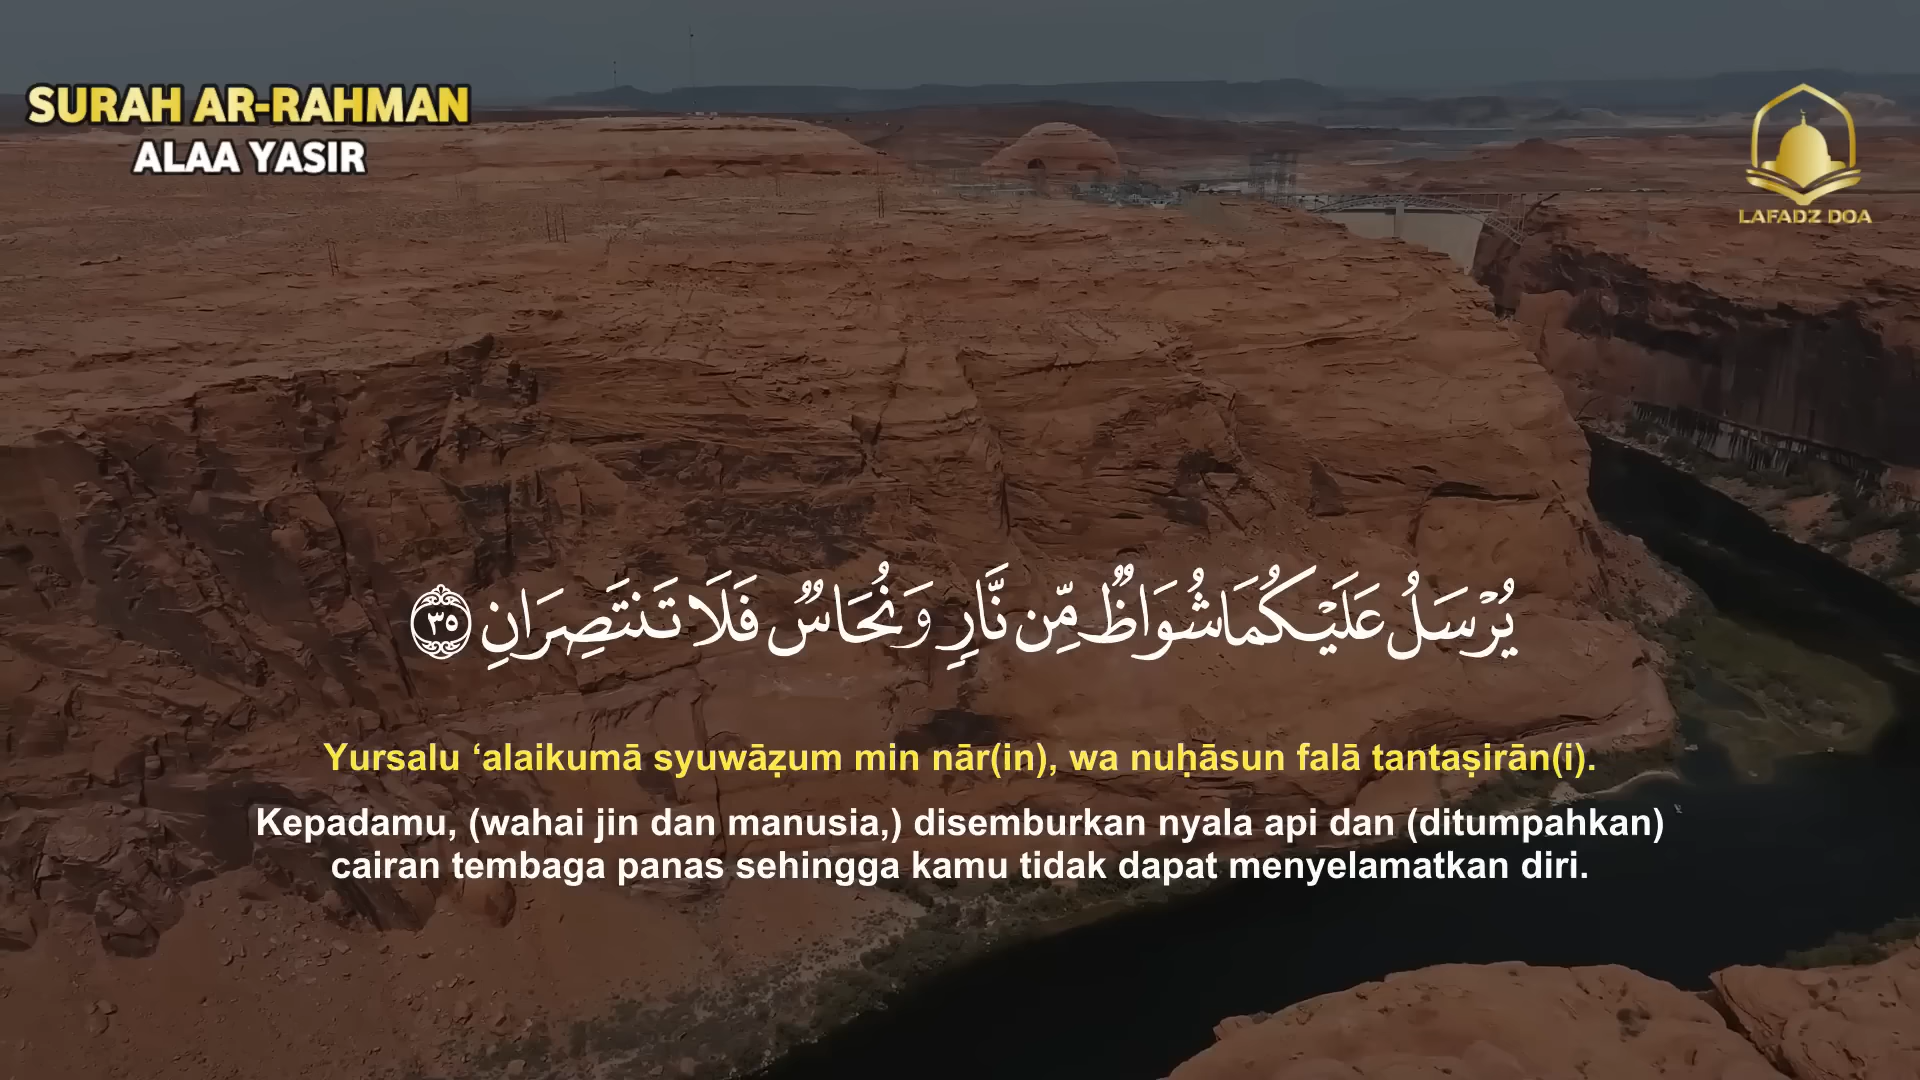 SURAH AR-RAHMAN
ALAA YASIR
LAFADZ DOA
يُرْسَلُ عَلَيْكُمَا شُوَاظٌ مِّن نَّارٍ وَنُحَاسٌ فَلَا تَنتَصِرَانِ ٣٥
Yursalu ‘alaikumā syuwāẓum min nār(in), wa nuḥāsun falā tantaṣirān(i).
Kepadamu, (wahai jin dan manusia,) disemburkan nyala api dan (ditumpahkan)
cairan tembaga panas sehingga kamu tidak dapat menyelamatkan diri.